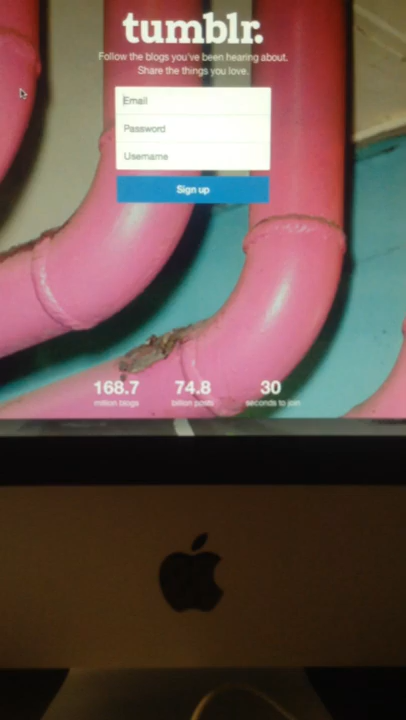 tumblr.
Follow the blogs you've been hearing about.
Share the things you love.
Email
Password
Username
Sign up
168.7 74.8 30
million blogs billion posts seconds to join